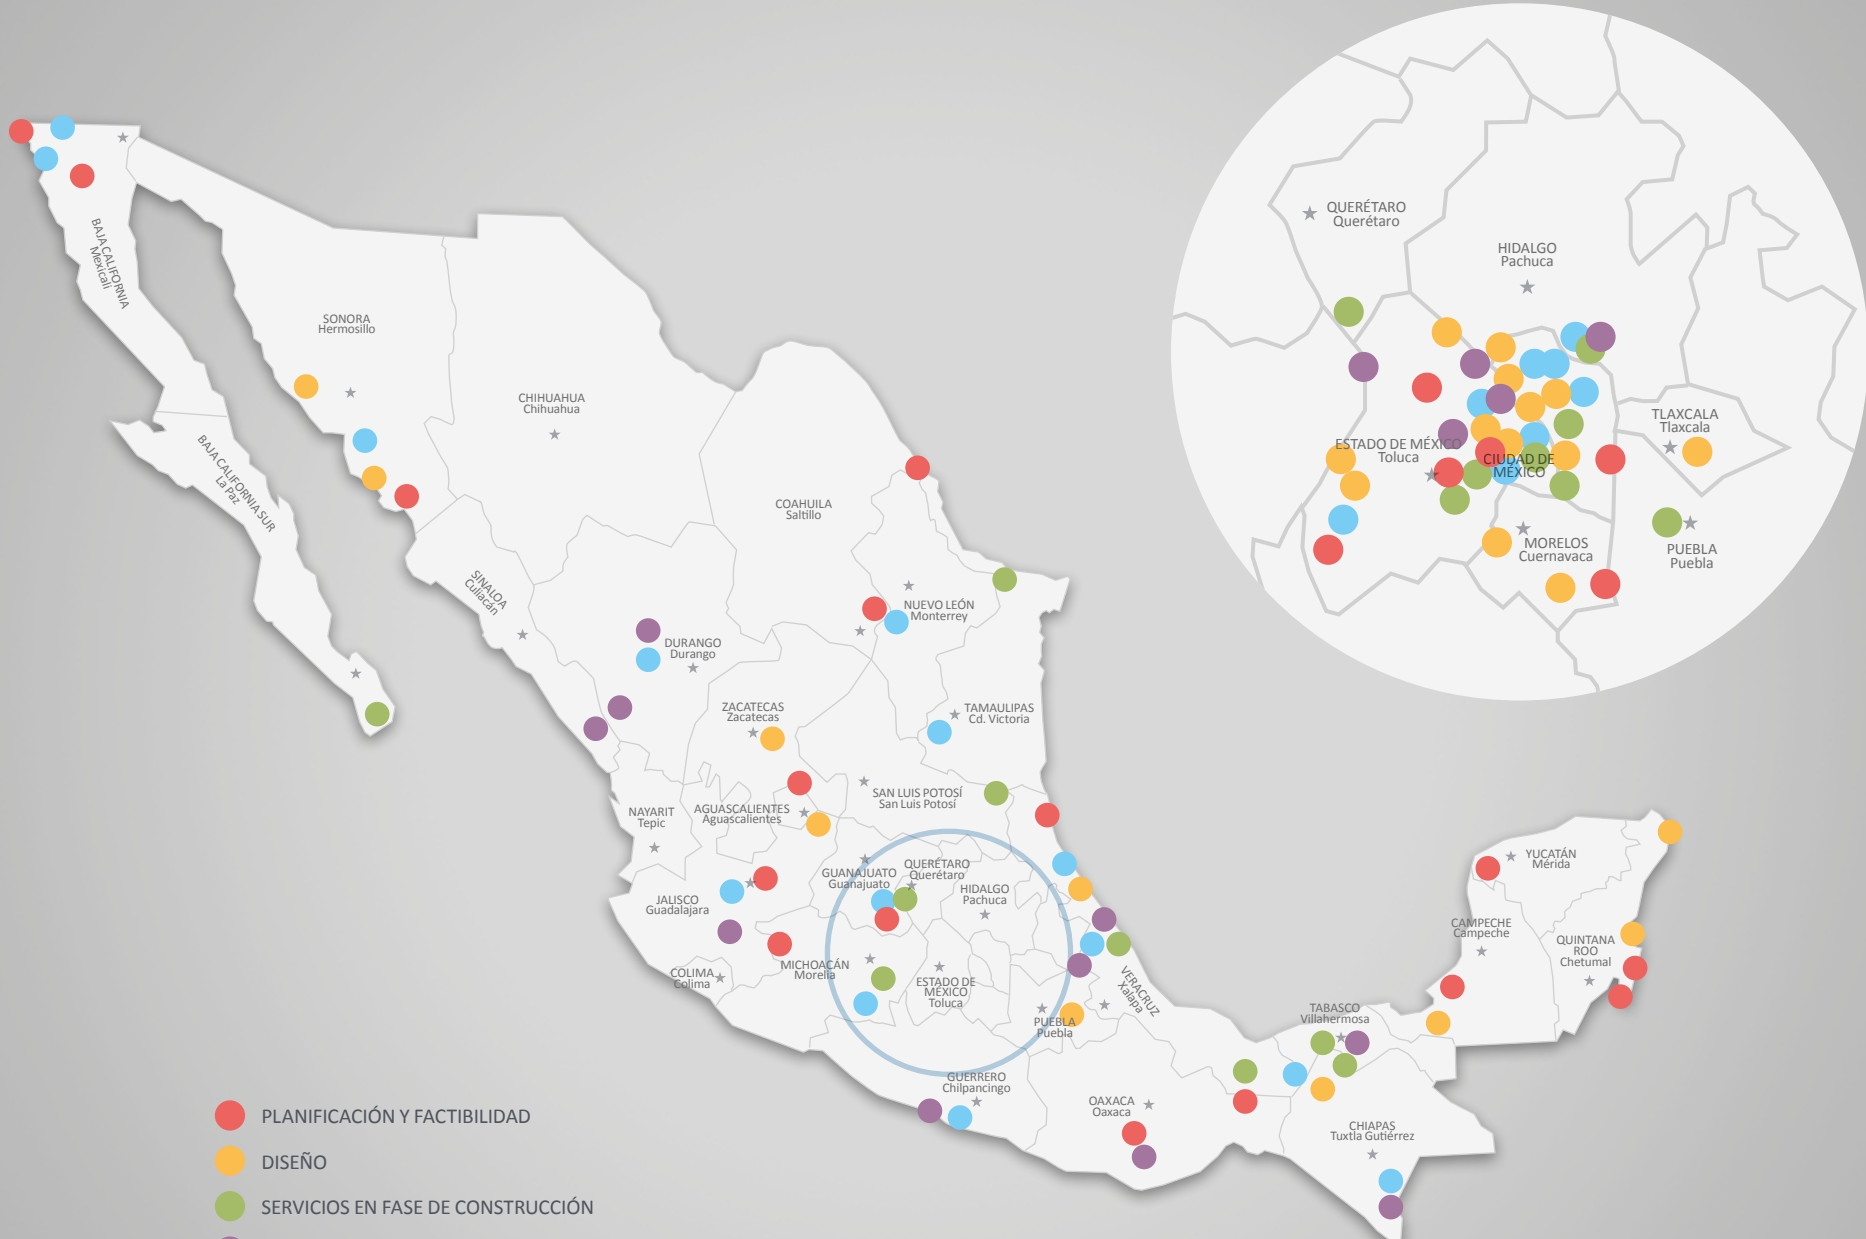 BAJA CALIFORNIA
Mexicali
BAJA CALIFORNIA SUR
La Paz
SONORA
Hermosillo
CHIHUAHUA
Chihuahua
SINALOA
Culiacán
COAHUILA
Saltillo
NUEVO LEÓN
Monterrey
DURANGO
Durango
ZACATECAS
Zacatecas
TAMAULIPAS
Cd. Victoria
SAN LUIS POTOSÍ
San Luis Potosí
NAYARIT
Tepic
AGUASCALIENTES
Aguascalientes
JALISCO
Guadalajara
GUANAJUATO
Guanajuato
QUERÉTARO
Querétaro
HIDALGO
Pachuca
COLIMA
Colima
MICHOACÁN
Morelia
ESTADO DE
MÉXICO
Toluca
PUEBLA
Puebla
VERACRUZ
Xalapa
GUERRERO
Chilpancingo
OAXACA
Oaxaca
TABASCO
Villahermosa
CHIAPAS
Tuxtla Gutiérrez
CAMPECHE
Campeche
YUCATÁN
Mérida
QUINTANA
ROO
Chetumal
QUERÉTARO
Querétaro
HIDALGO
Pachuca
ESTADO DE MÉXICO
Toluca
CIUDAD DE
MÉXICO
TLAXCALA
Tlaxcala
MORELOS
Cuernavaca
PUEBLA
Puebla
PLANIFICACIÓN Y FACTIBILIDAD
DISEÑO
SERVICIOS EN FASE DE CONSTRUCCIÓN